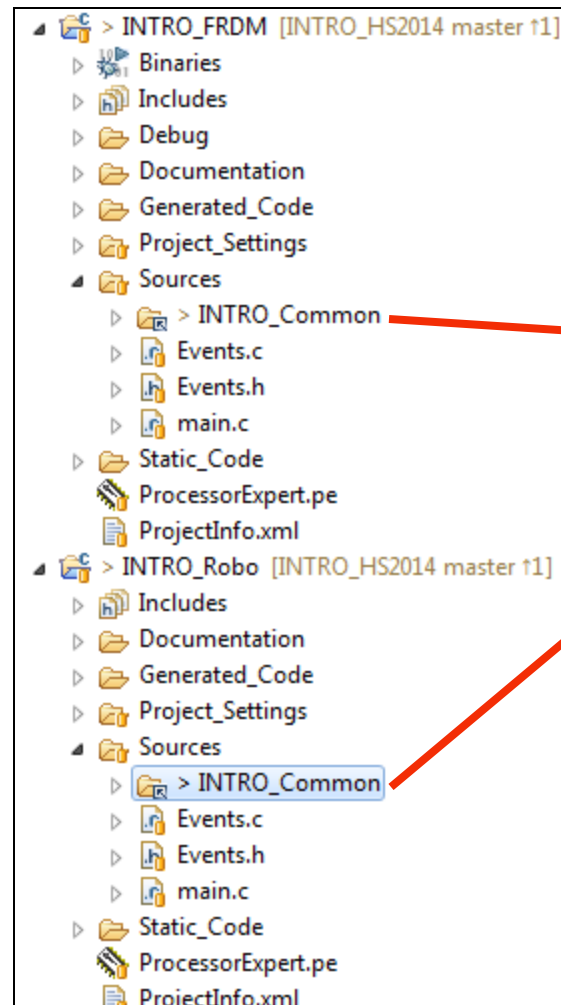 > INTRO_FRDM [INTRO_HS2014 master ↑1]
Binaries
Includes
Debug
Documentation
Generated_Code
Project_Settings
Sources
> INTRO_Common
Events.c
Events.h
main.c
Static_Code
ProcessorExpert.pe
ProjectInfo.xml
> INTRO_Robo [INTRO_HS2014 master ↑1]
Includes
Documentation
Generated_Code
Project_Settings
Sources
> INTRO_Common
Events.c
Events.h
main.c
Static_Code
ProcessorExpert.pe
ProjectInfo.xml